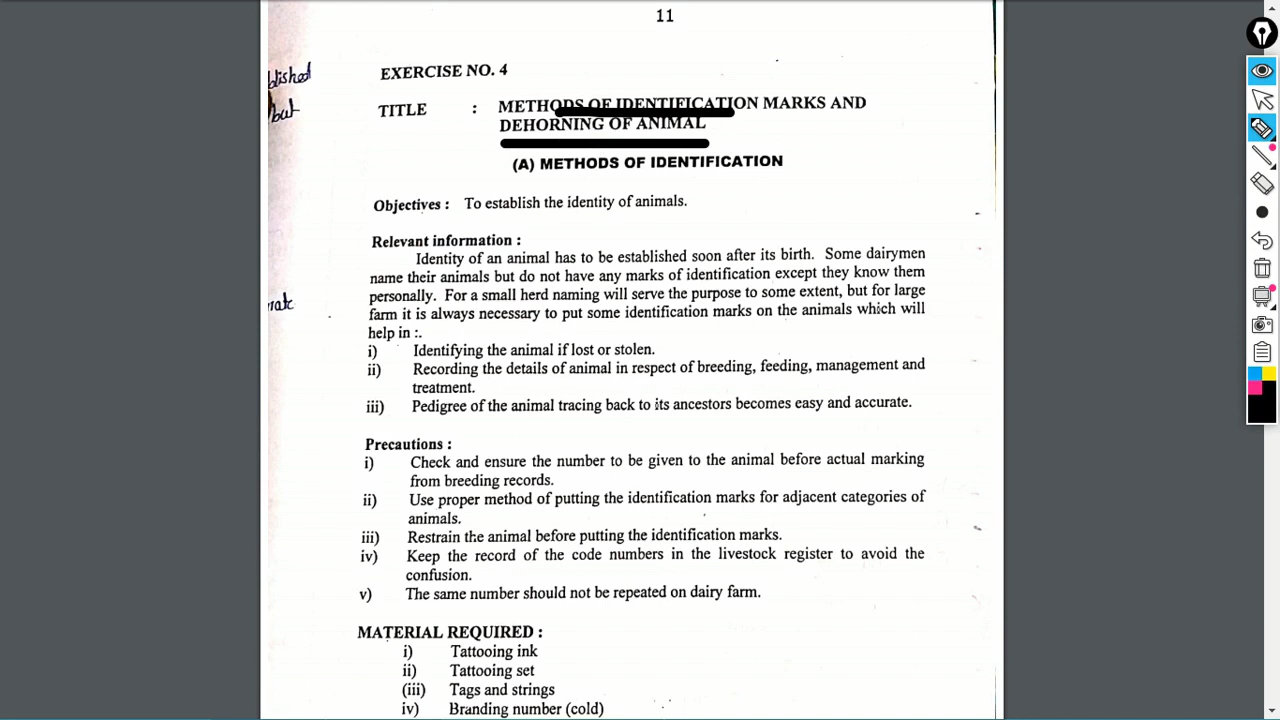 11
blished
but
EXERCISE NO. 4
TITLE : METHODS OF IDENTIFICATION MARKS AND
DEHORNING OF ANIMAL
(A) METHODS OF IDENTIFICATION
Objectives : To establish the identity of animals.
Relevant information :
Identity of an animal has to be established soon after its birth. Some dairymen
name their animals but do not have any marks of identification except they know them
personally. For a small herd naming will serve the purpose to some extent, but for large
farm it is always necessary to put some identification marks on the animals which will
help in :.
i) Identifying the animal if lost or stolen.
ii) Recording the details of animal in respect of breeding, feeding, management and
treatment.
iii) Pedigree of the animal tracing back to its ancestors becomes easy and accurate.
Precautions :
i) Check and ensure the number to be given to the animal before actual marking
from breeding records.
ii) Use proper method of putting the identification marks for adjacent categories of
animals.
iii) Restrain the animal before putting the identification marks.
iv) Keep the record of the code numbers in the livestock register to avoid the
confusion.
v) The same number should not be repeated on dairy farm.
MATERIAL REQUIRED :
i) Tattooing ink
ii) Tattooing set
(iii) Tags and strings
iv) Branding number (cold)